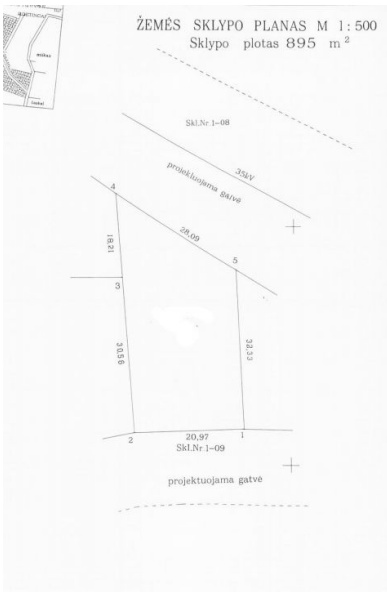 ŽEMĖS SKLYPO PLANAS M 1:500
Sklypo plotas 895 m²
Skl.Nr.1-08
35kV
projektuojama gatvė
4
28,09
18,21
5
3
30,56
32,33
20,97
2
1
Skl.Nr.1-09
projektuojama gatvė